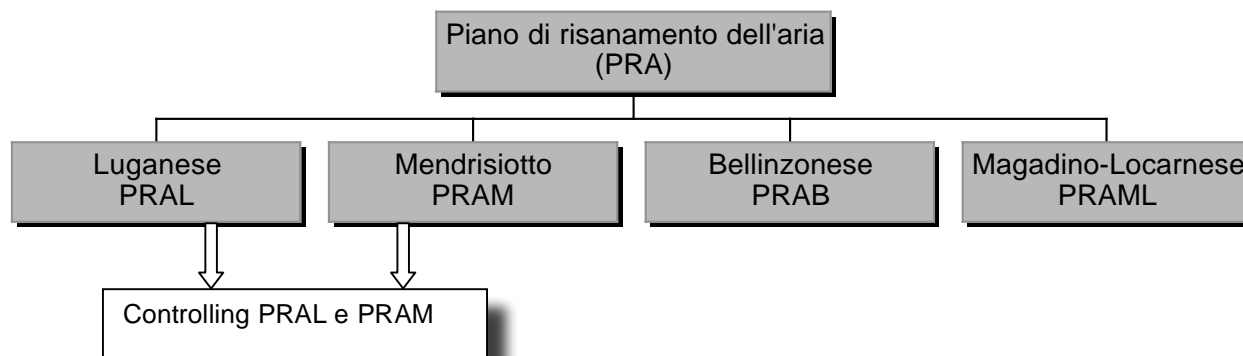 Piano di risanamento dell'aria
(PRA)
Luganese
PRAL
Mendrisiotto
PRAM
Bellinzonese
PRAB
Magadino-Locarnese
PRAML
Controlling PRAL e PRAM